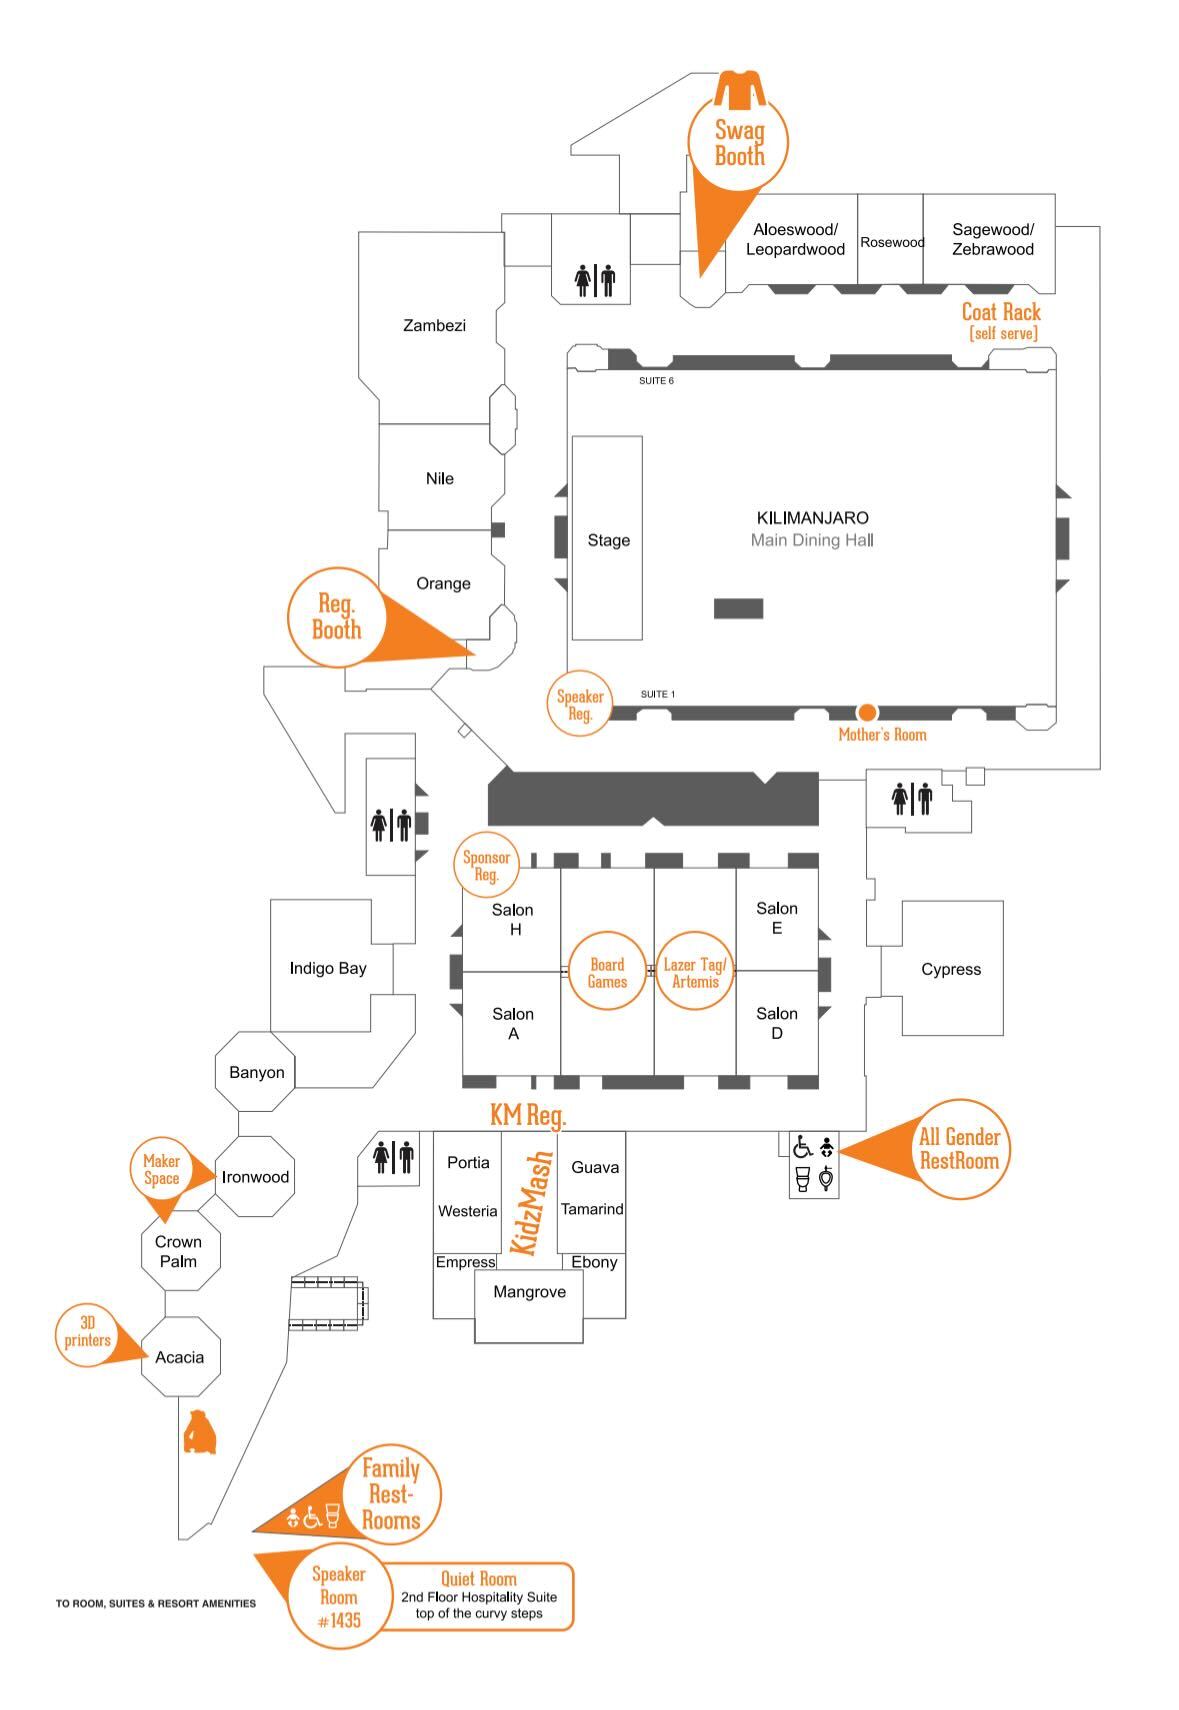 Swag
Booth
Aloeswood/
Leopardwood
Rosewood
Sagewood/
Zebrawood
Coat Rack
[self serve]
Zambezi
SUITE 6
Nile
KILIMANJARO
Main Dining Hall
Stage
Orange
Reg.
Booth
Speaker
Reg.
SUITE 1
Mother's Room
Sponsor
Reg.
Salon
H
Salon
E
Board
Games
Lazer Tag/
Artemis
Indigo Bay
Cypress
Salon
A
Salon
D
Banyon
KM Reg.
All Gender
RestRoom
Maker
Space
Ironwood
Portia
Westeria
Empress
KidzMash
Guava
Tamarind
Ebony
Mangrove
Crown
Palm
3D
printers
Acacia
Family
Rest-
Rooms
Speaker
Room
#1435
Quiet Room
2nd Floor Hospitality Suite
top of the curvy steps
TO ROOM, SUITES & RESORT AMENITIES